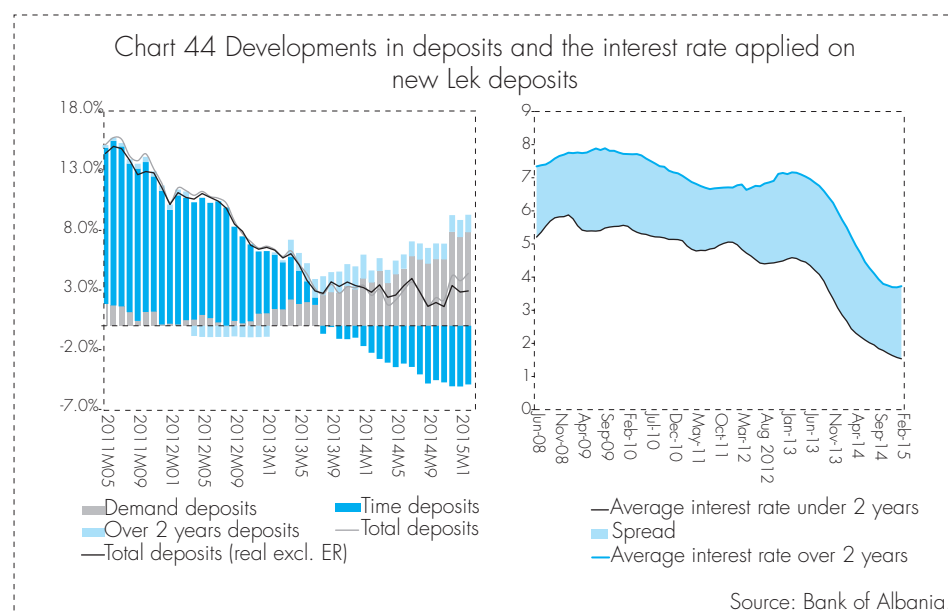 Chart 44 Developments in deposits and the interest rate applied on
new Lek deposits
18.0%
13.0%
8.0%
3.0%
-2.0%
-7.0%
2011M05
2011M09
2012M01
2012M05
2012M09
2013M1
2013M5
2013M9
2014M1
2014M5
2014M9
2015M1
Demand deposits
Time deposits
Over 2 years deposits
Total deposits
Total deposits (real excl. ER)
9
8
7
6
5
4
3
2
1
0
Jun-08
Nov-08
Apr-09
Sep-09
Feb-10
Jul-10
Dec-10
May-11
Oct-11
Mar-12
Aug 2012
Jan-13
Jun-13
Nov-13
Apr-14
Sep-14
Feb-15
Average interest rate under 2 years
Spread
Average interest rate over 2 years
Source: Bank of Albania